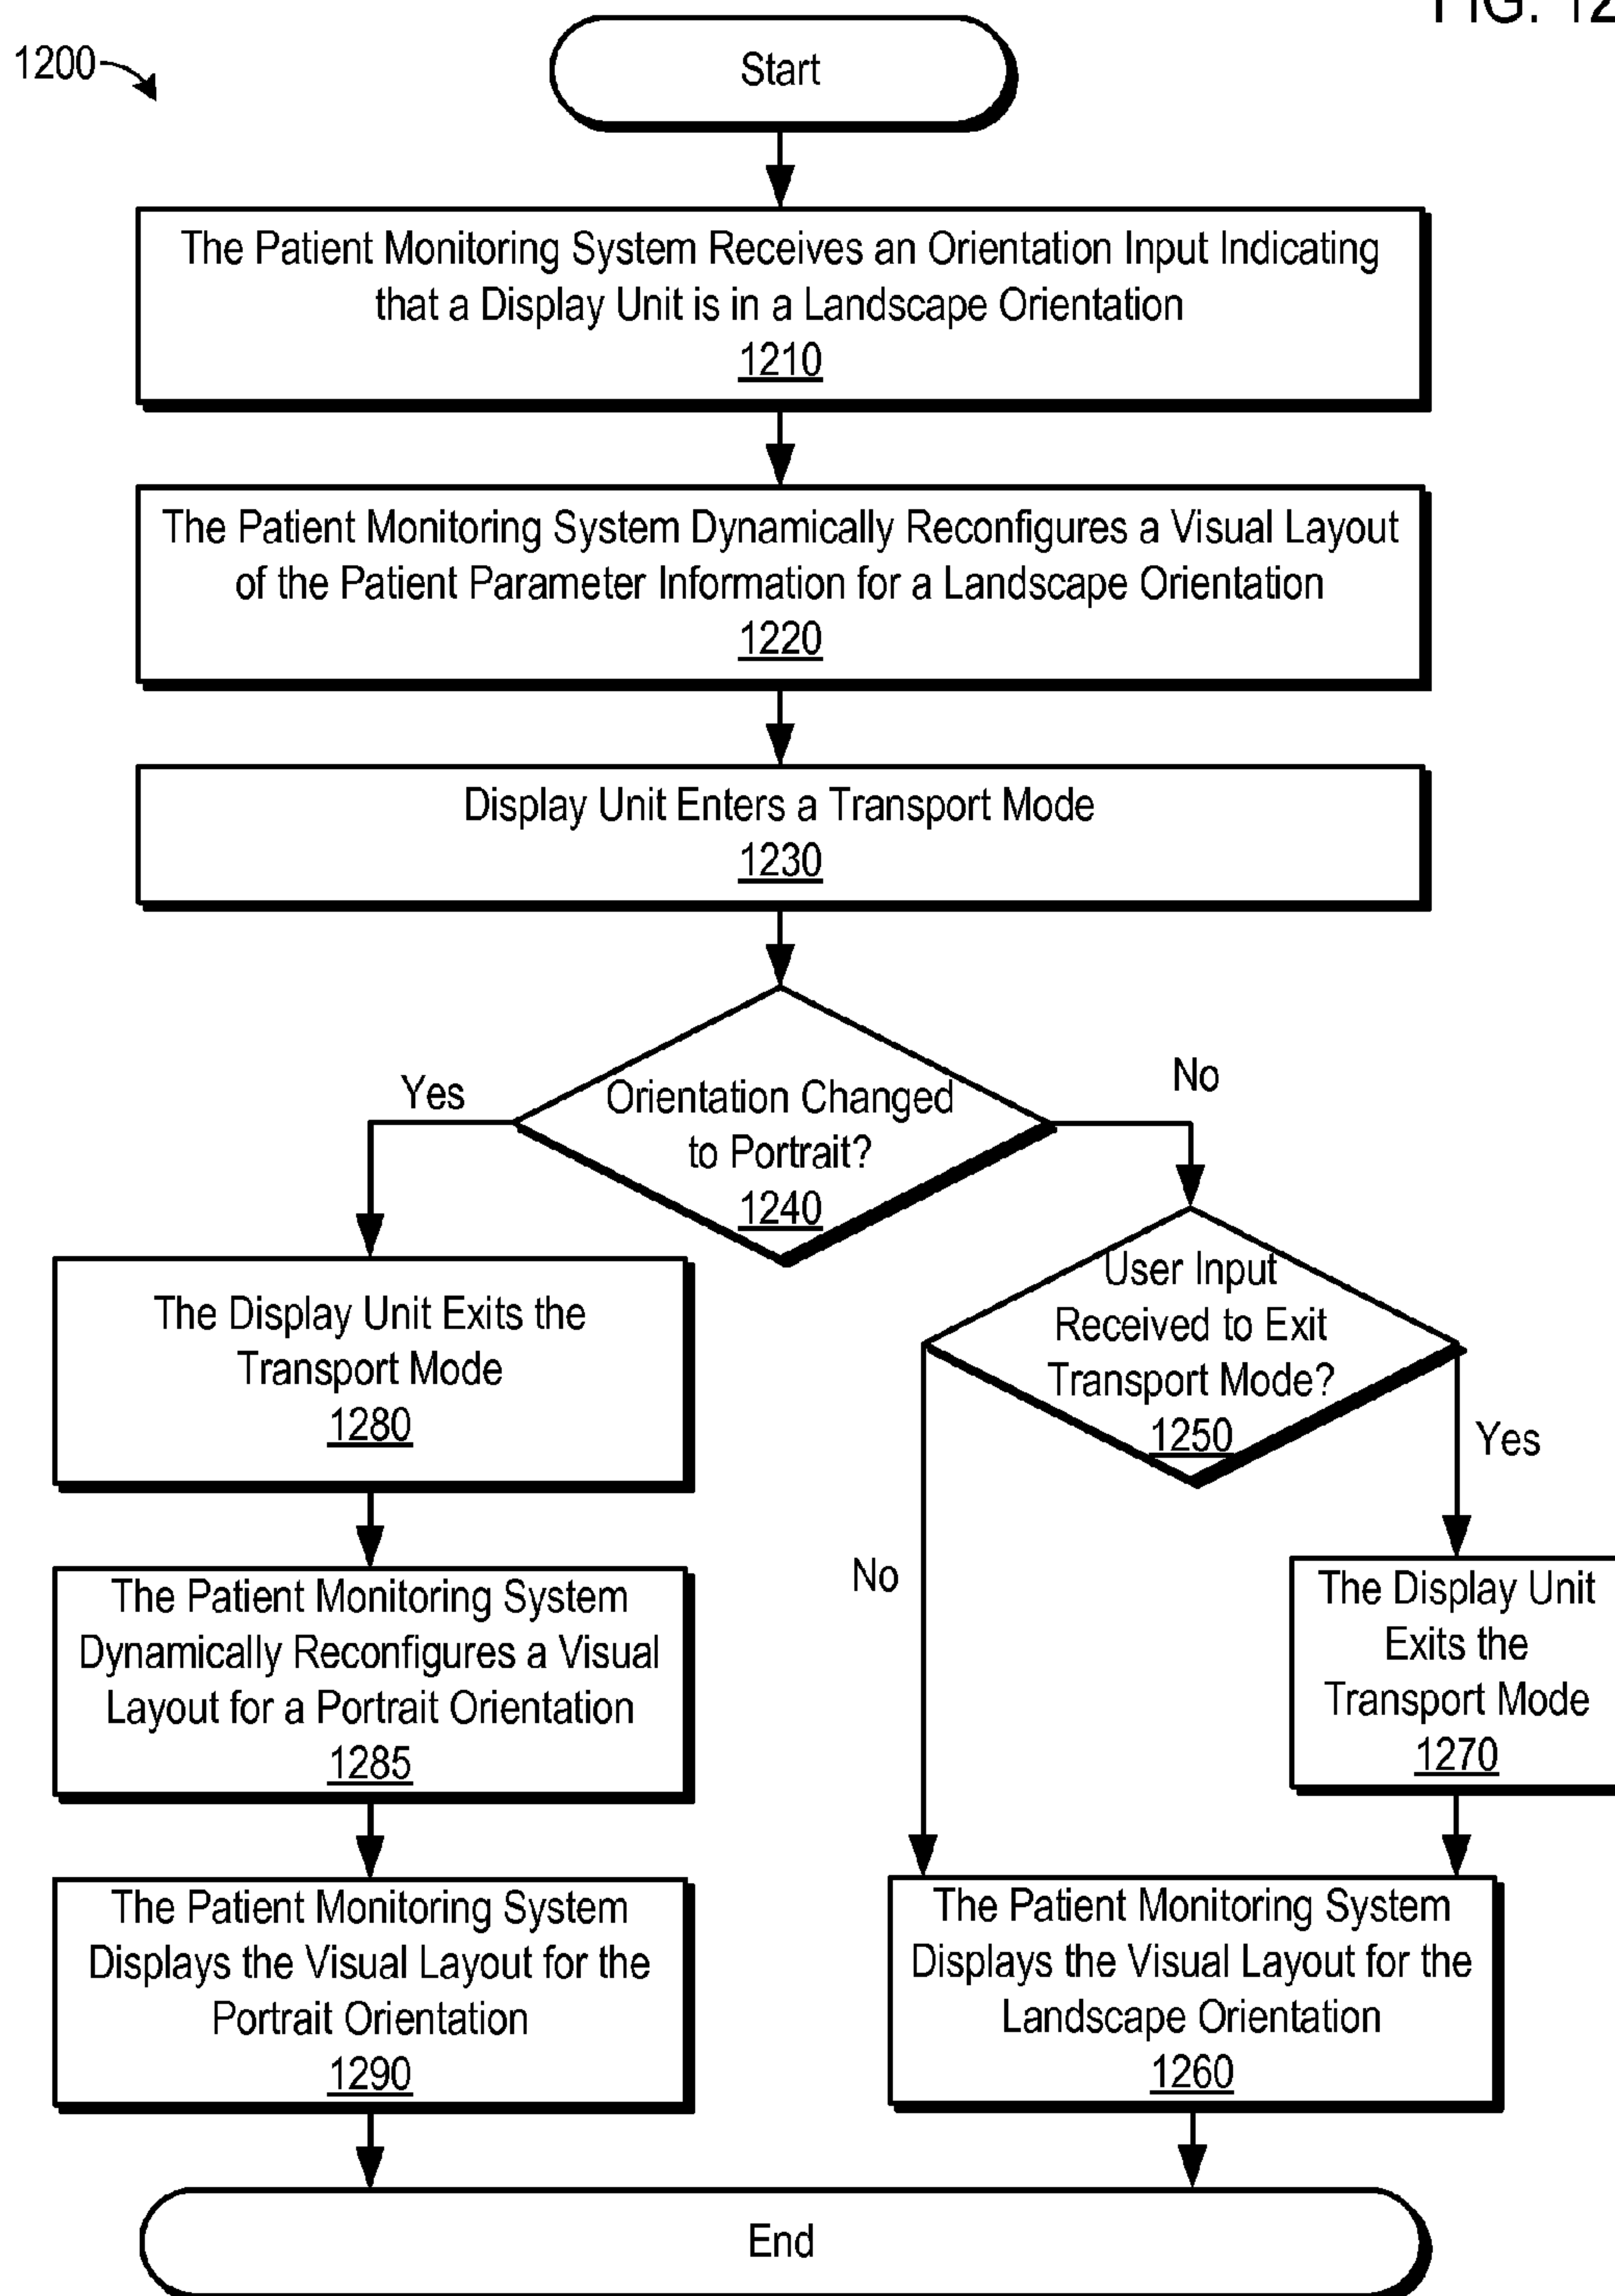 FIG. 12
1200
Start
The Patient Monitoring System Receives an Orientation Input Indicating
that a Display Unit is in a Landscape Orientation
1210
The Patient Monitoring System Dynamically Reconfigures a Visual Layout
of the Patient Parameter Information for a Landscape Orientation
1220
Display Unit Enters a Transport Mode
1230
Orientation Changed
to Portrait?
1240
Yes
No
The Display Unit Exits the
Transport Mode
1280
User Input
Received to Exit
Transport Mode?
1250
No
Yes
The Patient Monitoring System
Dynamically Reconfigures a Visual
Layout for a Portrait Orientation
1285
The Display Unit
Exits the
Transport Mode
1270
The Patient Monitoring System
Displays the Visual Layout for the
Portrait Orientation
1290
The Patient Monitoring System
Displays the Visual Layout for the
Landscape Orientation
1260
End